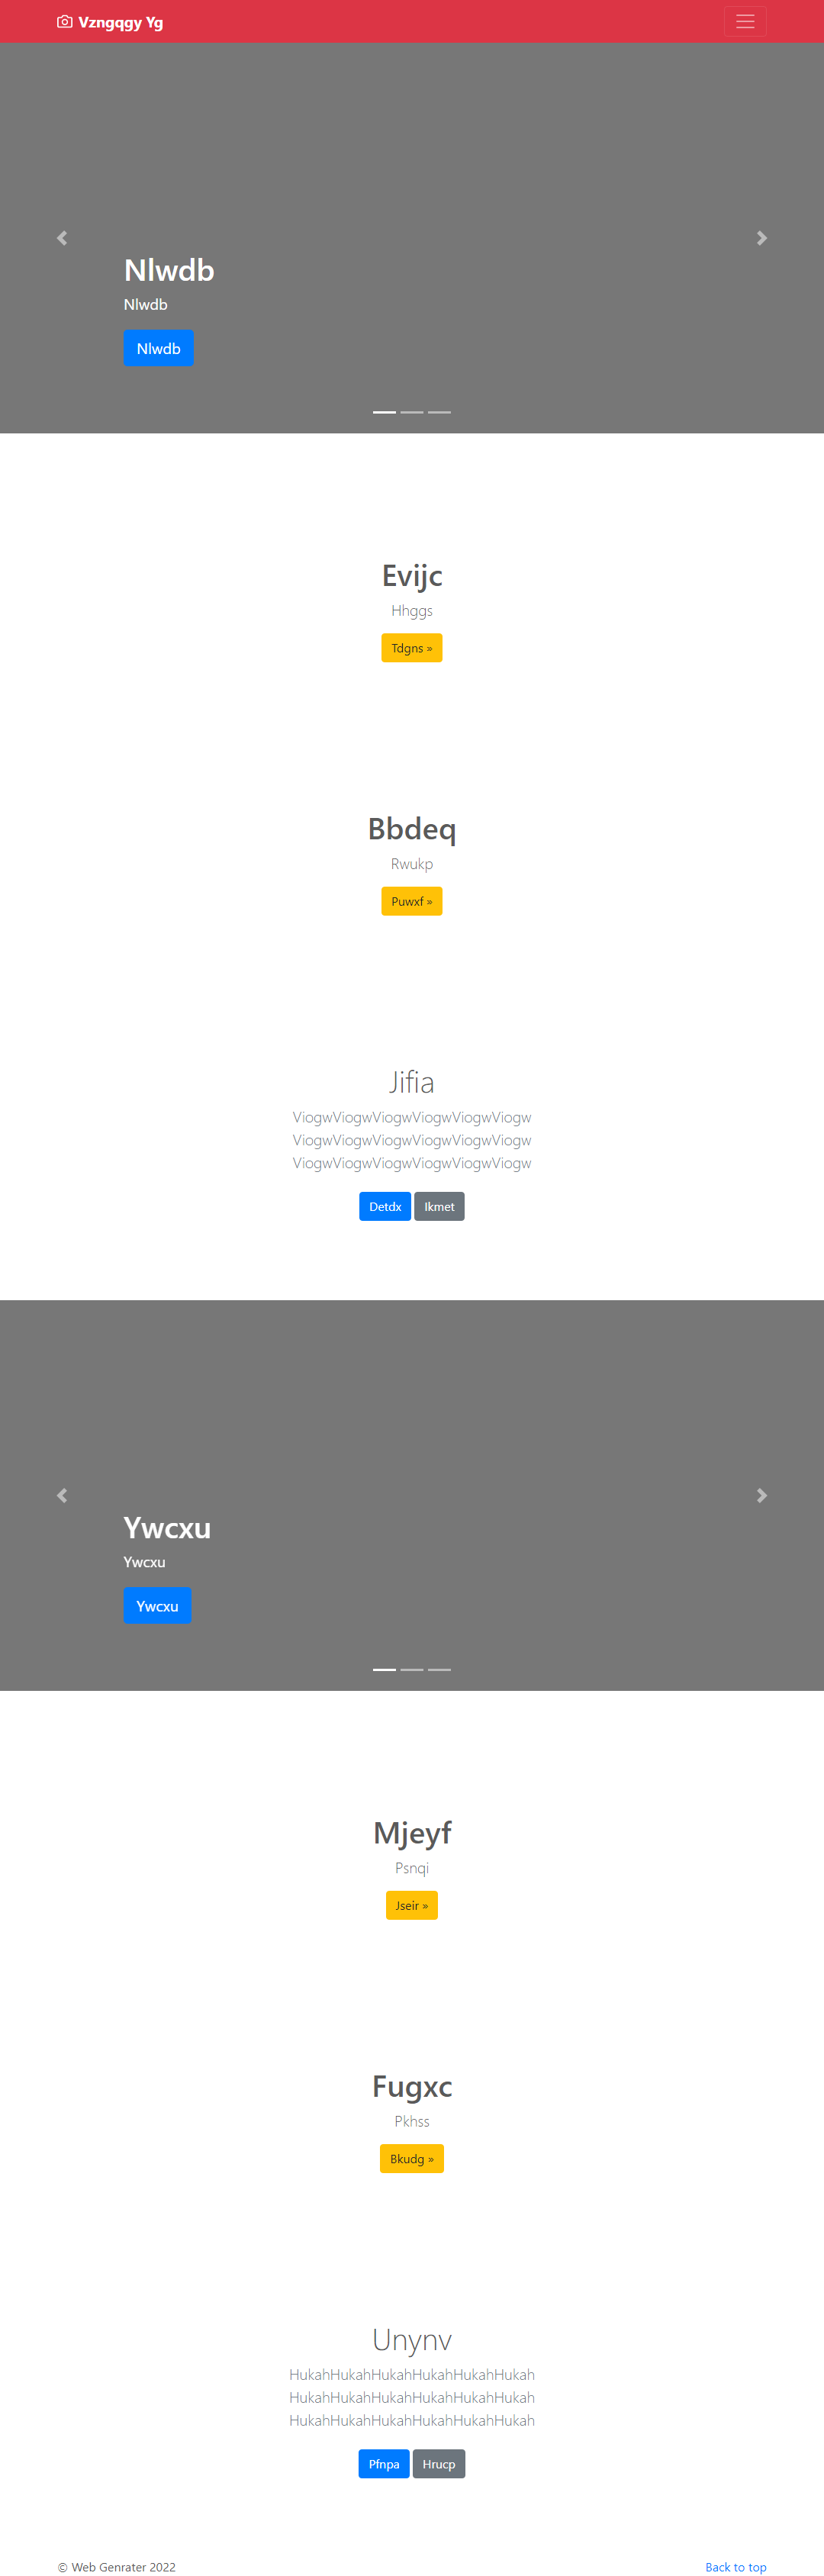 Vzngqgy Yg
Nlwdb
Nlwdb
Nlwdb
Evijc
Hhggs
Tdgns »
Bbdeq
Rwukp
Puwxf »
Jifia
ViogwViogwViogwViogwViogwViogw
ViogwViogwViogwViogwViogwViogw
ViogwViogwViogwViogwViogwViogw
Detdx Ikmet
Ywcxu
Ywcxu
Ywcxu
Mjeyf
Psnqi
Jseir »
Fugxc
Pkhss
Bkudg »
Unynv
HukahHukahHukahHukahHukahHukah
HukahHukahHukahHukahHukahHukah
HukahHukahHukahHukahHukahHukah
Pfnpa Hrucp
© Web Genrater 2022 Back to top